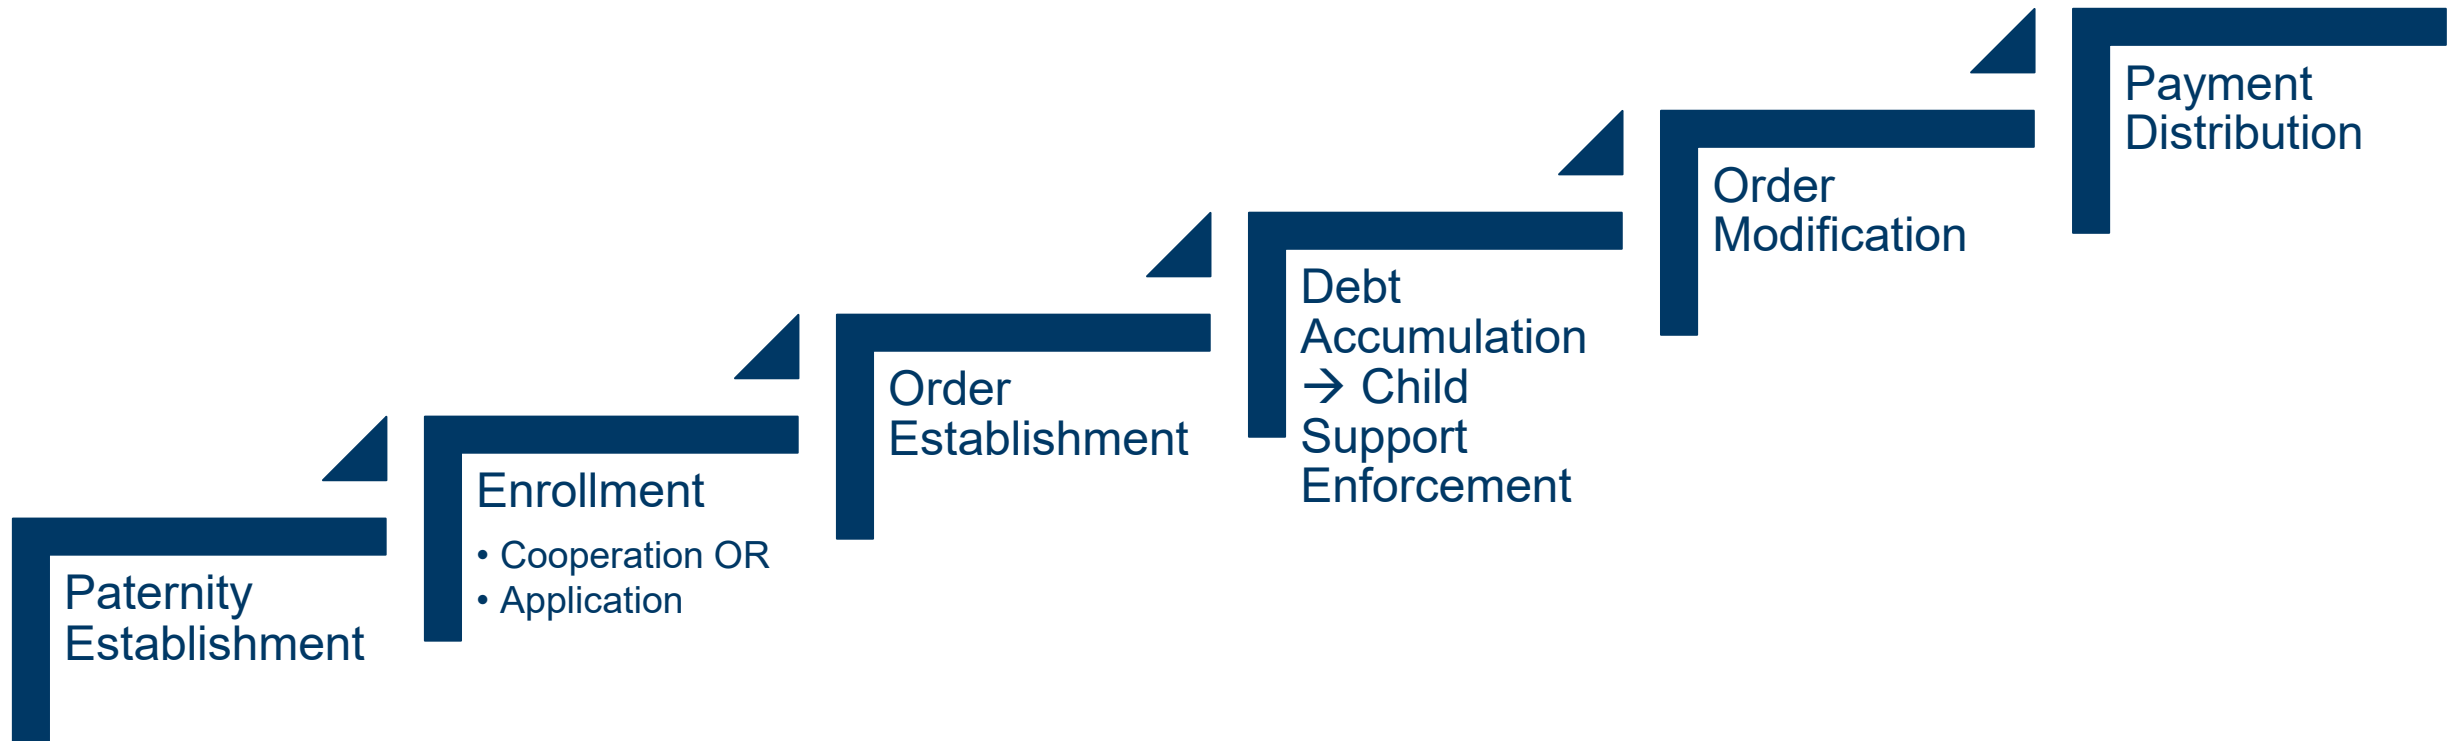 Paternity
Establishment
Enrollment
• Cooperation OR
• Application
Order
Establishment
Debt
Accumulation
→ Child
Support
Enforcement
Order
Modification
Payment
Distribution